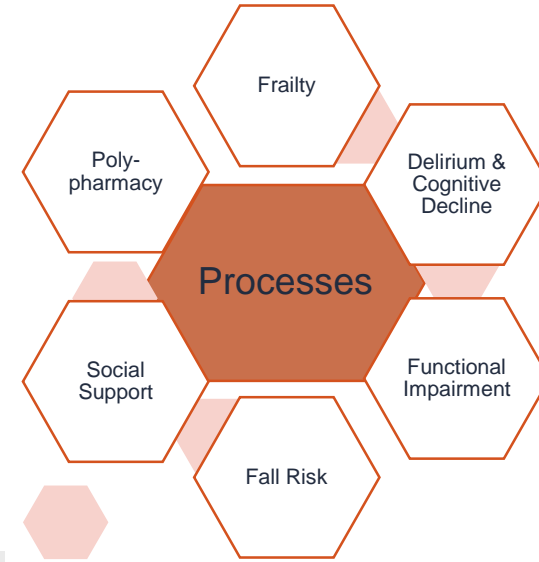 Frailty
Poly-
pharmacy
Delirium &
Cognitive
Decline
Processes
Social
Support
Functional
Impairment
Fall Risk